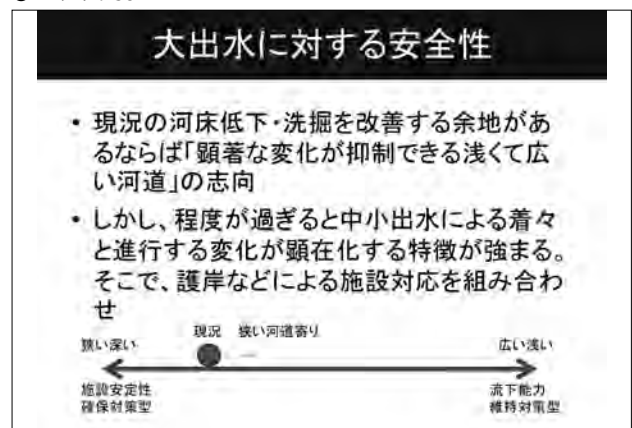 大出水に対する安全性
• 現況の河床低下・洗掘を改善する余地があ
るならば「顕著な変化が抑制できる浅くて広
い河道」の志向
• しかし、程度が過ぎると中小出水による着々
と進行する変化が顕在化する特徴が強まる。
そこで、護岸などによる施設対応を組み合わ
せ
現況 狭い河道寄り
狭い深い 広い浅い
施設安定性 流下能力
確保対策型 維持対策型